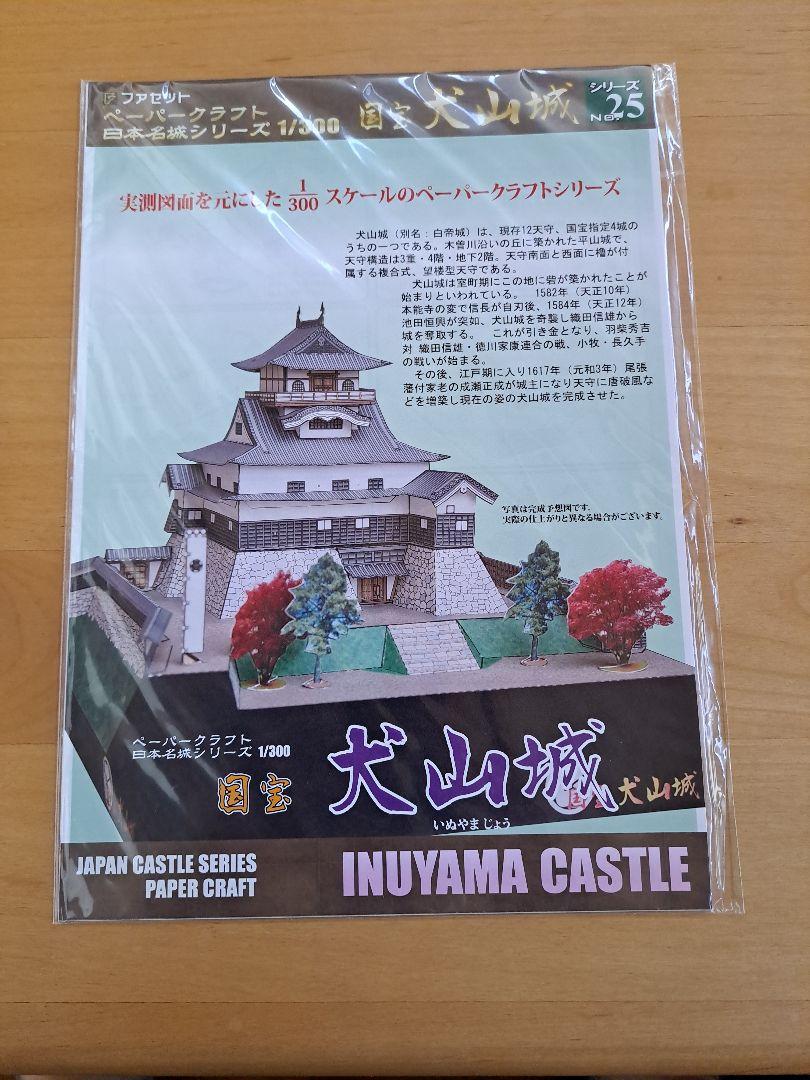 ファセット
ペーパークラフト
日本名城シリーズ 1/300 国宝 犬山城
シリーズ
No. 25
実測図面を元にした 1/300 スケールのペーパークラフトシリーズ
犬山城（別名：白帝城）は、現存12天守、国宝指定4城の
うちの一つである。木曽川沿いの丘に築かれた平山城で、
天守構造は3重・4階・地下2階。天守南面と西面に櫓が付
属する複合式、望楼型天守である。
犬山城は室町期にこの地に砦が築かれたことが
始まりといわれている。 1582年（天正10年）
本能寺の変で信長が自刃後、1584年（天正12年）
池田恒興が突如、犬山城を奇襲し織田信雄から
城を奪取する。 これが引き金となり、羽柴秀吉
対 織田信雄・徳川家康連合の戦、小牧・長久手
の戦いが始まる。
その後、江戸期に入り1617年（元和3年）尾張
藩付家老の成瀬正成が城主になり天守に唐破風な
どを増築し現在の姿の犬山城を完成させた。
写真は完成予想図です。
実際の仕上がりと異なる場合がございます。
ペーパークラフト
日本名城シリーズ 1/300
国宝 犬山城
国宝 犬山城
いぬやまじょう
JAPAN CASTLE SERIES
PAPER CRAFT
INUYAMA CASTLE